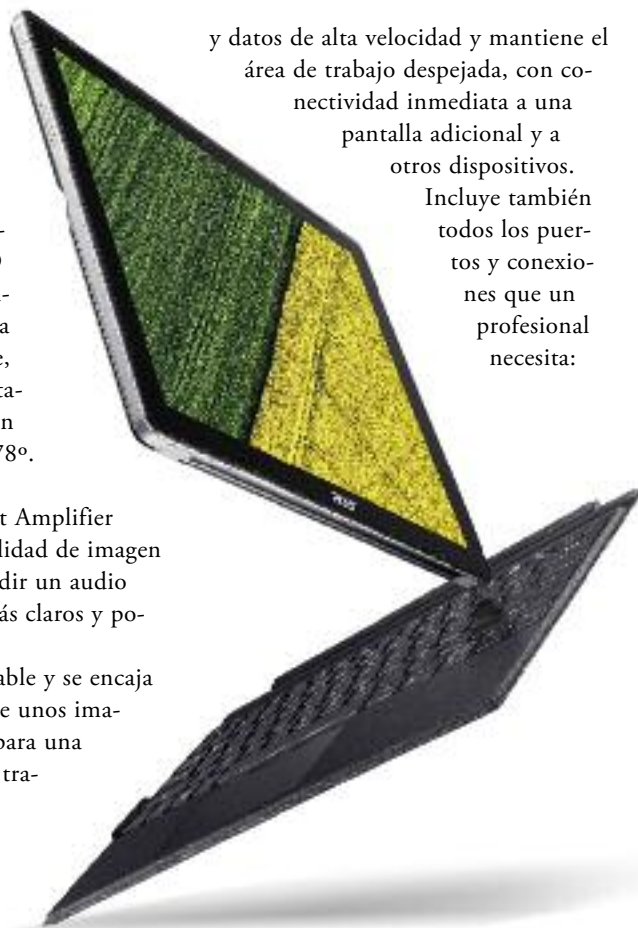 a
e,
ta-
n
78º.
t Amplifier
lidad de imagen
dir un audio
ás claros y po-
able y se encaja
e unos ima-
para una
tra-
y datos de alta velocidad y mantiene el
área de trabajo despejada, con co-
nectividad inmediata a una
pantalla adicional y a
otros dispositivos.
Incluye también
todos los puer-
tos y conexio-
nes que un
profesional
necesita: